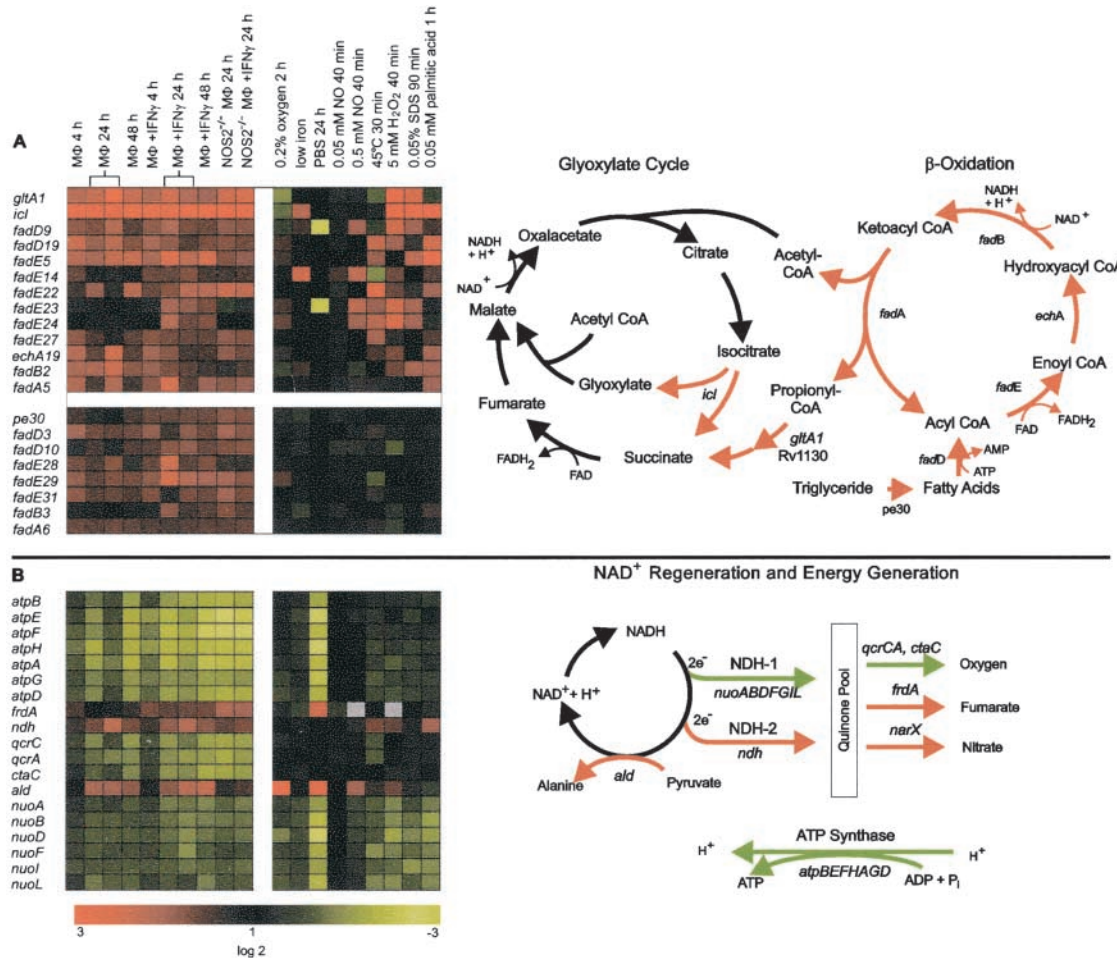 A
MΦ 4 h
MΦ 24 h
MΦ 48 h
MΦ +IFNγ 4 h
MΦ +IFNγ 24 h
MΦ +IFNγ 48 h
NOS2-/- MΦ 24 h
NOS2-/- MΦ +IFNγ 24 h
0.2% oxygen 2 h
low iron
PBS 24 h
0.05 mM NO 40 min
0.5 mM NO 40 min
45°C 30 min
5 mM H2O2 40 min
0.05% SDS 90 min
0.05 mM palmitic acid 1 h
gltA1
icl
fadD9
fadD19
fadE5
fadE14
fadE22
fadE23
fadE24
fadE27
echA19
fadB2
fadA5
pe30
fadD3
fadD10
fadE28
fadE29
fadE31
fadB3
fadA6
Glyoxylate Cycle
Oxalacetate
NADH
+ H+
NAD+
Malate
Citrate
Acetyl-
CoA
Acetyl CoA
Isocitrate
Glyoxylate
icl
Fumarate
Succinate
FADH2
FAD
Propionyl-
CoA
gltA1
Rv1130
β-Oxidation
NADH
+ H+
NAD+
Ketoacyl CoA
fadB
Hydroxyacyl CoA
fadA
echA
Enoyl CoA
fadE
Acyl CoA
FAD
FADH2
fadD
AMP
ATP
Triglyceride
pe30
Fatty Acids
B
atpB
atpE
atpF
atpH
atpA
atpG
atpD
frdA
ndh
qcrC
qcrA
ctaC
ald
nuoA
nuoB
nuoD
nuoF
nuoI
nuoL
3
1
-3
log 2
NAD+ Regeneration and Energy Generation
NADH
NAD++ H+
2e-
NDH-1
nuoABDFGIL
2e-
NDH-2
ndh
ald
Alanine
Pyruvate
Quinone Pool
qcrCA, ctaC
Oxygen
frdA
Fumarate
narX
Nitrate
ATP Synthase
H+
H+
ATP
atpBEFHAGD
ADP + Pi